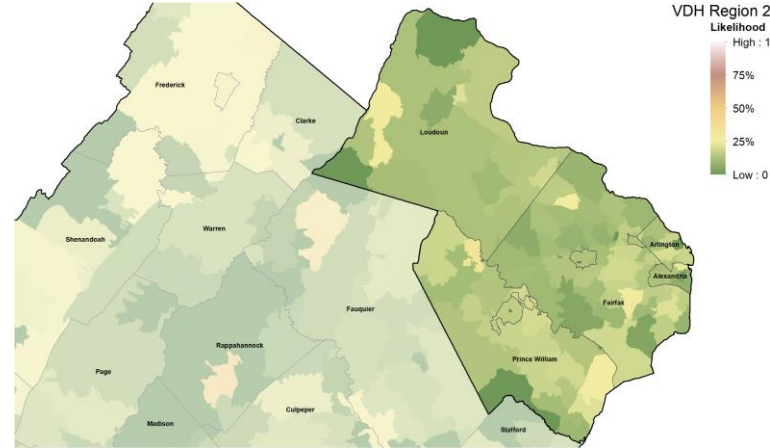 VDH Region 2
Likelihood
High : 1
75%
50%
25%
Low : 0
Frederick
Clarke
Loudoun
Shenandoah
Warren
Arlington
Alexandria
Fauquier
Fairfax
Rappahannock
Page
Prince William
Culpeper
Madison
Stafford